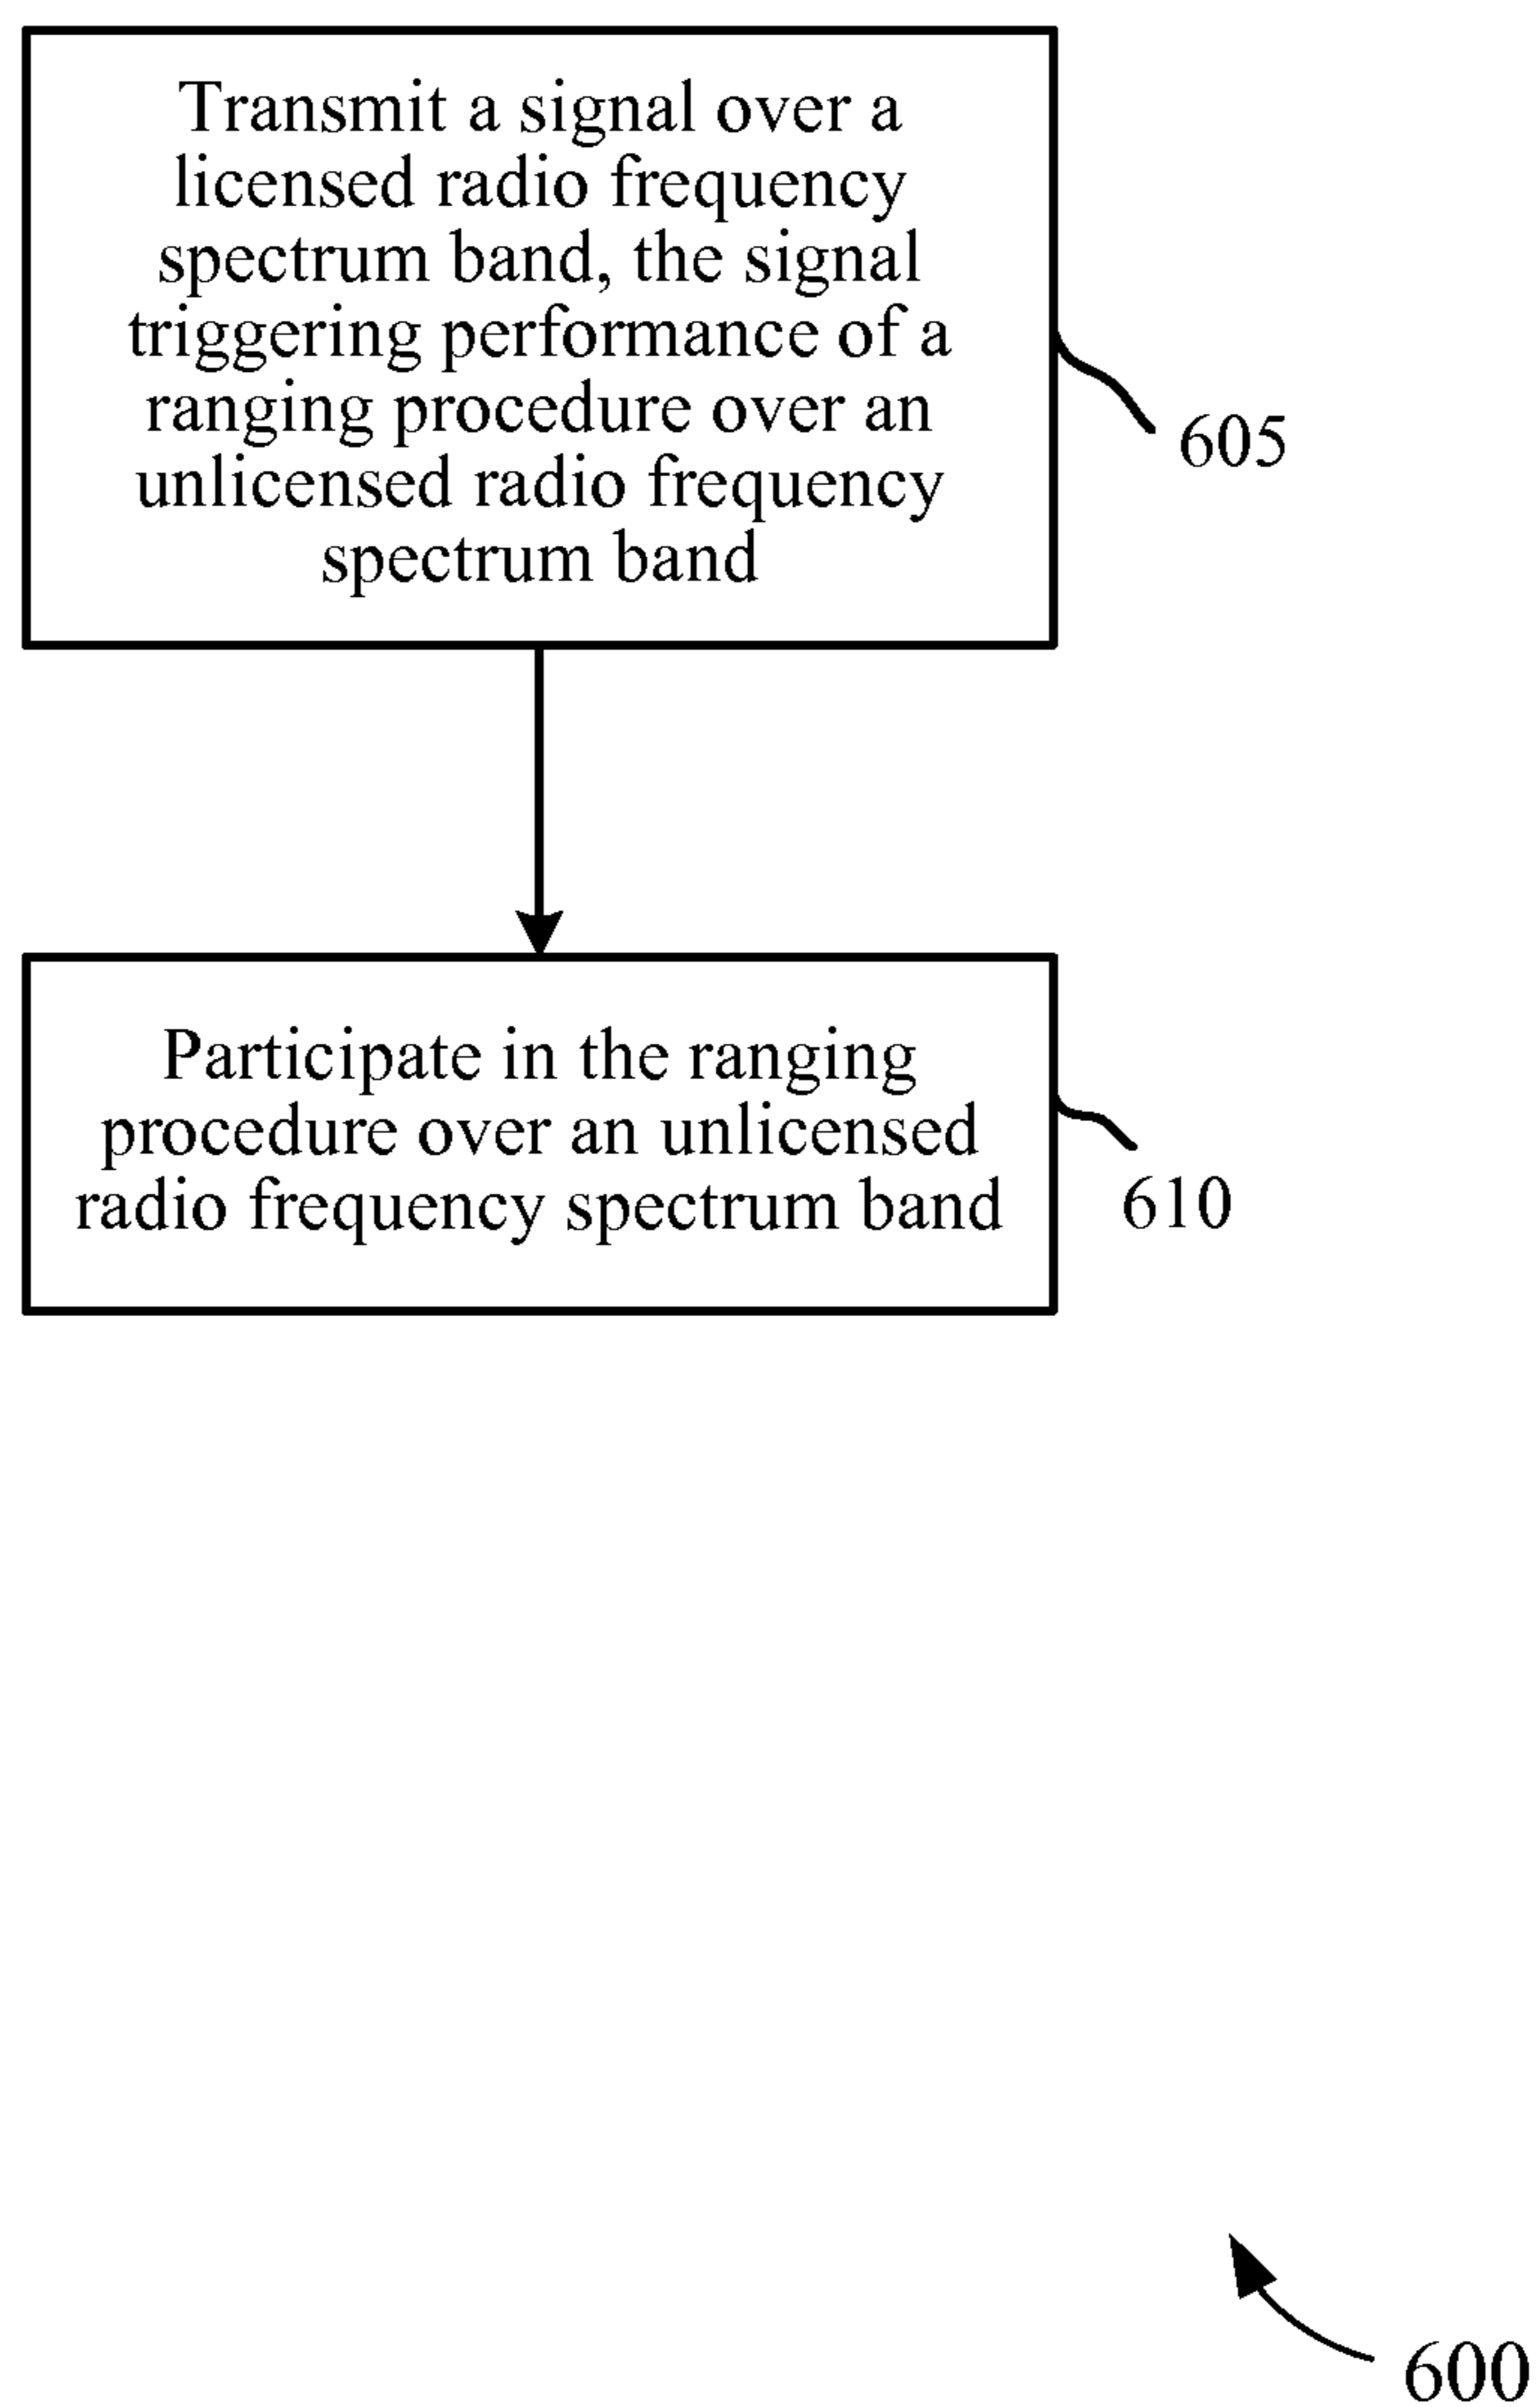 Transmit a signal over a
licensed radio frequency
spectrum band, the signal
triggering performance of a
ranging procedure over an
unlicensed radio frequency
spectrum band
605
Participate in the ranging
procedure over an unlicensed
radio frequency spectrum band
610
600